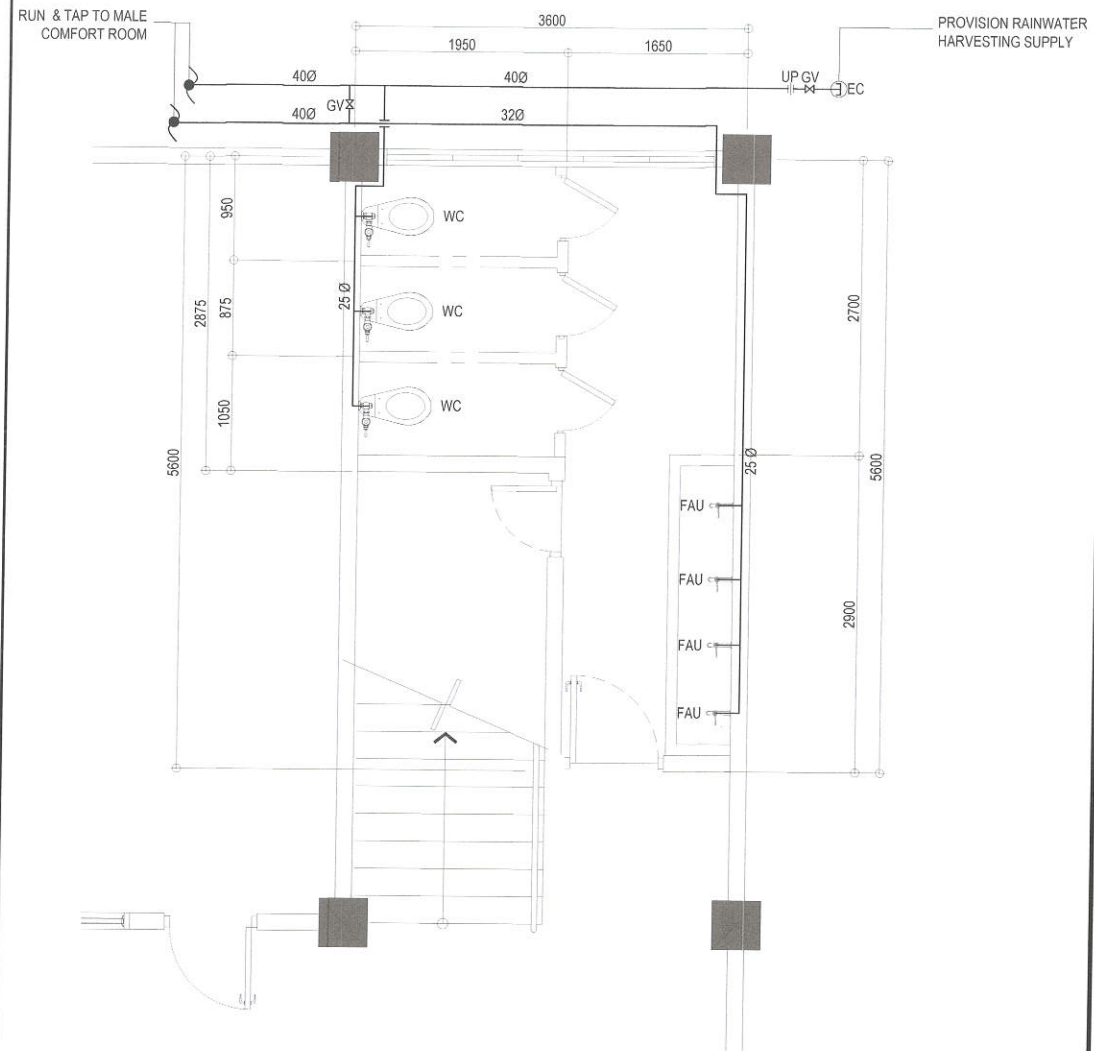 RUN & TAP TO MALE
COMFORT ROOM
3600
PROVISION RAINWATER
HARVESTING SUPPLY
1950
1650
40Ø
40Ø
UP GV
EC
GV
40Ø
32Ø
950
WC
2875
875
25 Ø
WC
2700
1050
WC
5600
25 Ø
5600
FAU
FAU
2900
FAU
FAU